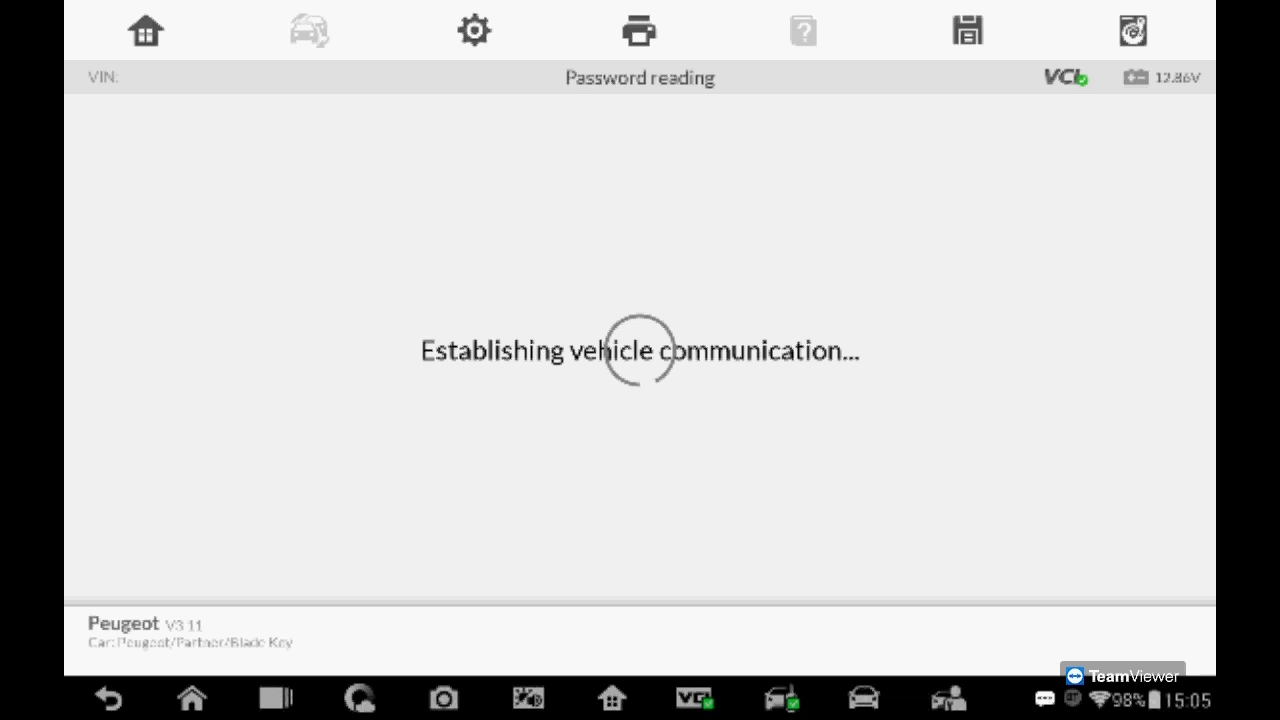 VIN:
Password reading
VCI
12.86V
Establishing vehicle communication...
Peugeot V3.11
Car: Peugeot/Partner/Blade Key
TeamViewer
98% 15:05